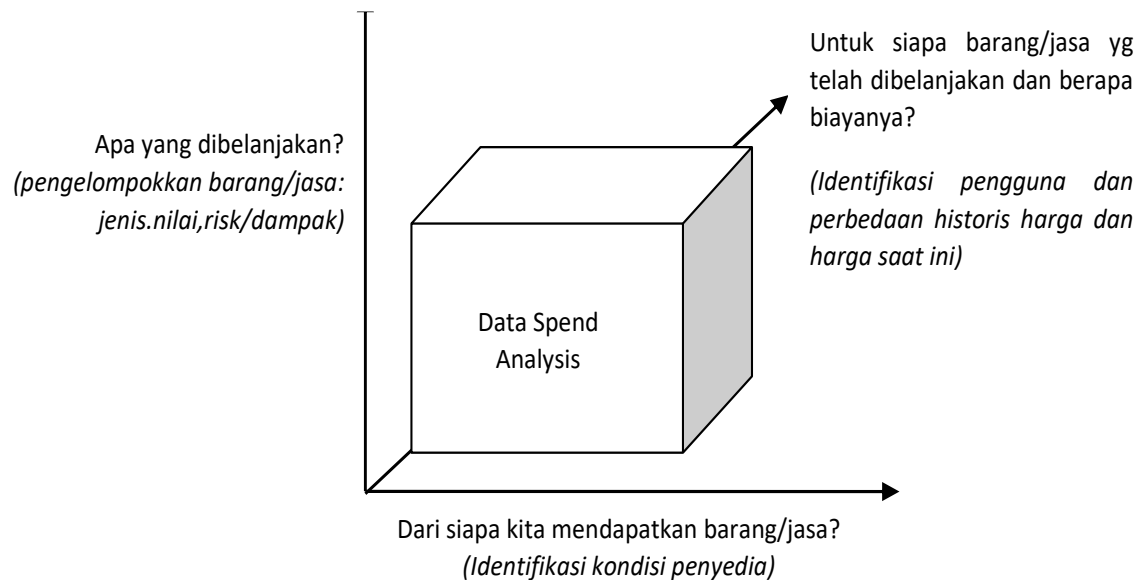 Untuk siapa barang/jasa yg
telah dibelanjakan dan berapa
biayanya?
(Identifikasi pengguna dan
perbedaan historis harga dan
harga saat ini)
Apa yang dibelanjakan?
(pengelompokkan barang/jasa:
jenis.nilai,risk/dampak)
Data Spend
Analysis
Dari siapa kita mendapatkan barang/jasa?
(Identifikasi kondisi penyedia)